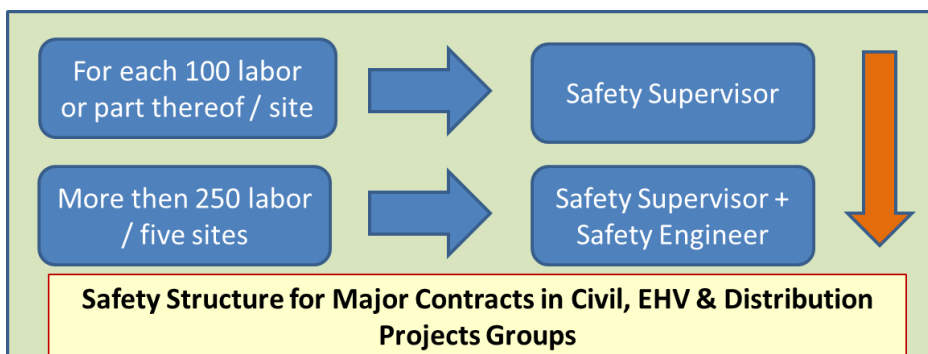 For each 100 labor
or part thereof / site
Safety Supervisor
More then 250 labor
/ five sites
Safety Supervisor +
Safety Engineer
Safety Structure for Major Contracts in Civil, EHV & Distribution
Projects Groups